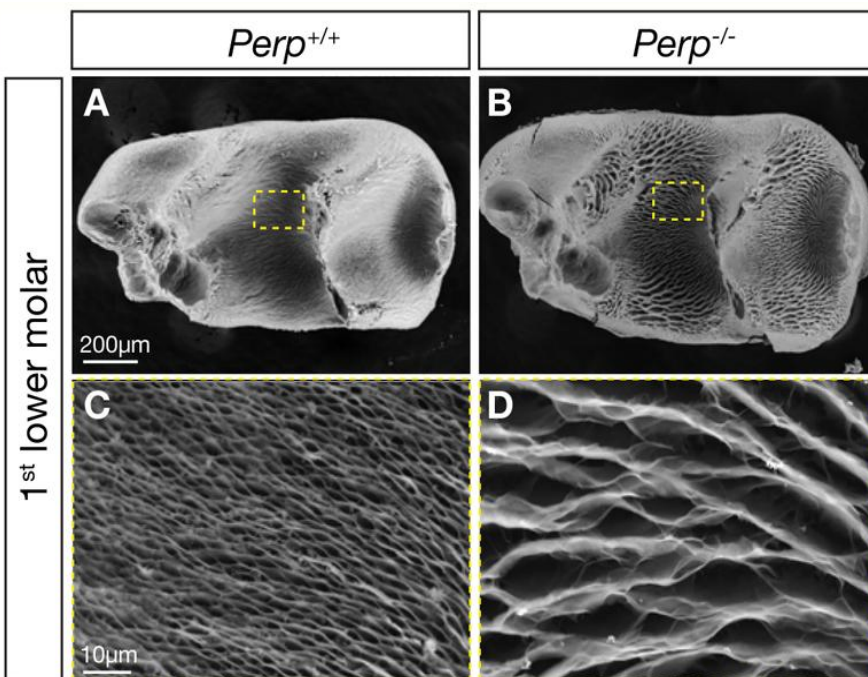 Perp+/+
Perp-/-
1st lower molar
A
B
200µm
C
D
10µm